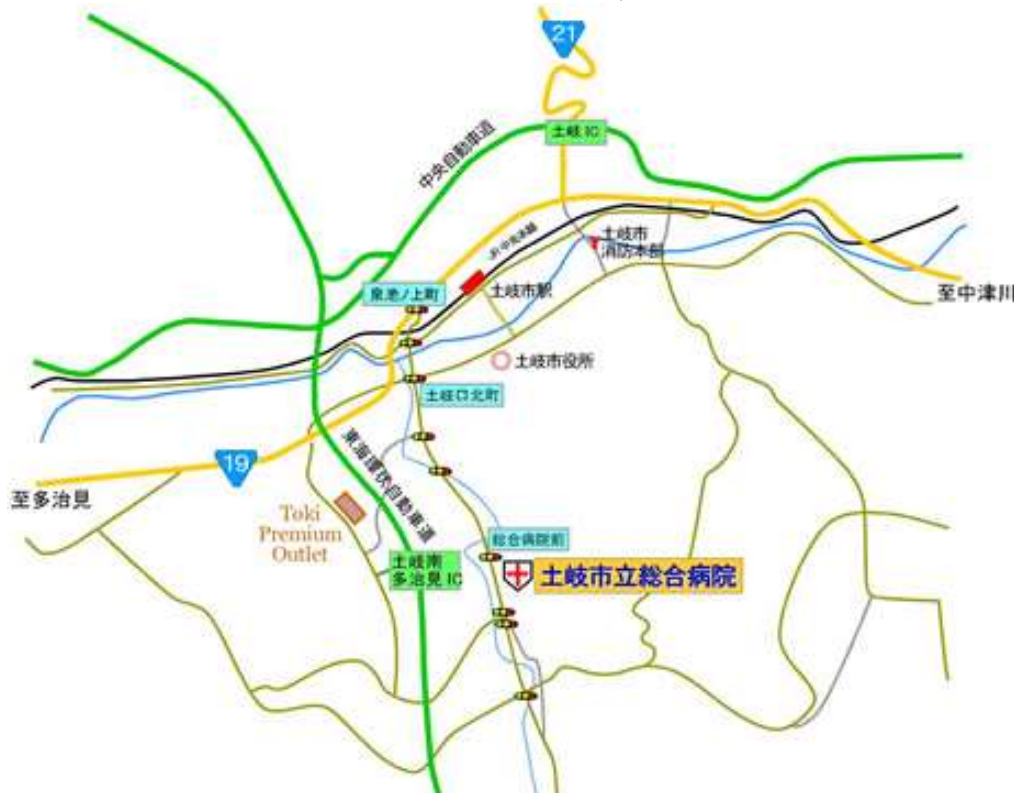 21
土岐 IC
中央自動車道
土岐市
消防本部
JR 中央本線
泉池ノ上町
土岐市駅
至中津川
土岐市役所
土岐口北町
19
至多治見
東海環状自動車道
Toki
Premium
Outlet
総合病院前
土岐南
多治見 IC
土岐市立総合病院